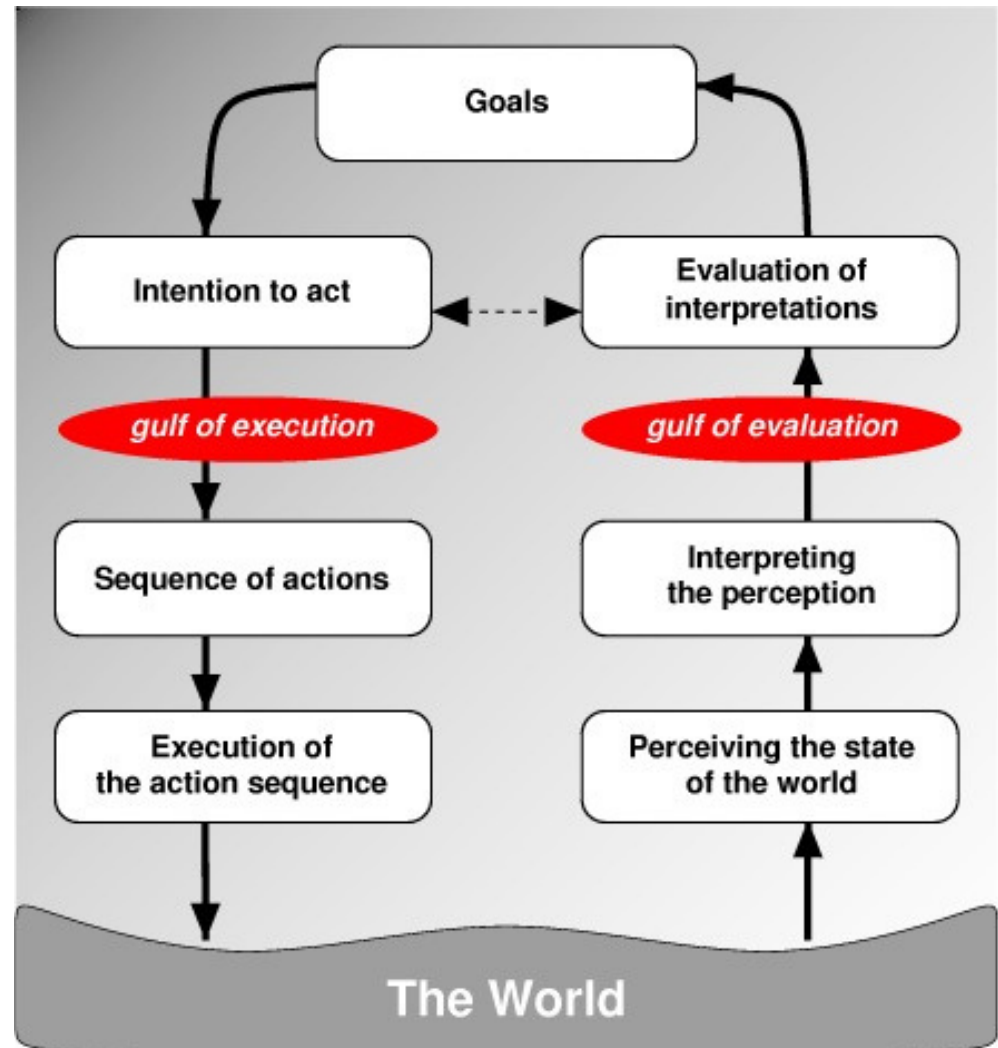 Goals
Intention to act
Evaluation of
interpretations
gulf of execution
gulf of evaluation
Sequence of actions
Interpreting
the perception
Execution of
the action sequence
Perceiving the state
of the world
The World